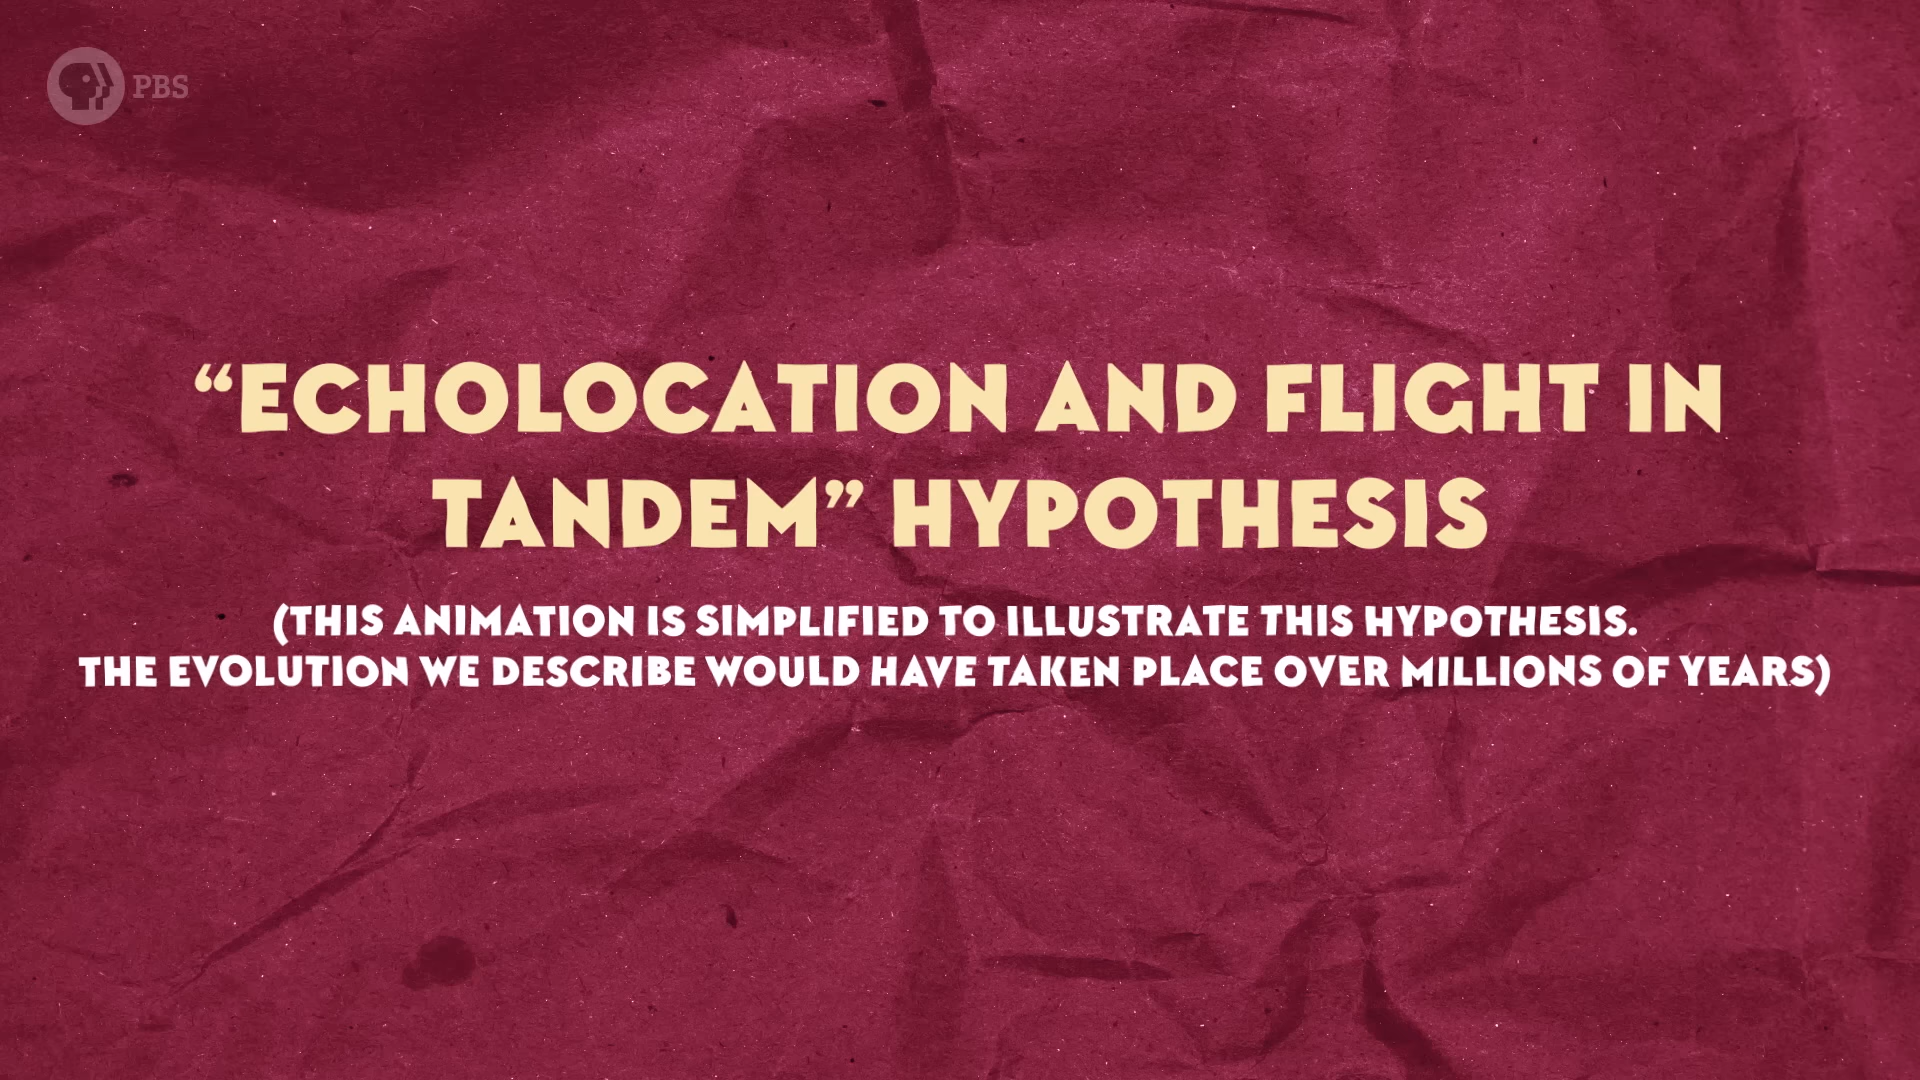 PBS
“ECHOLOCATION AND FLIGHT IN
TANDEM” HYPOTHESIS
(THIS ANIMATION IS SIMPLIFIED TO ILLUSTRATE THIS HYPOTHESIS.
THE EVOLUTION WE DESCRIBE WOULD HAVE TAKEN PLACE OVER MILLIONS OF YEARS)